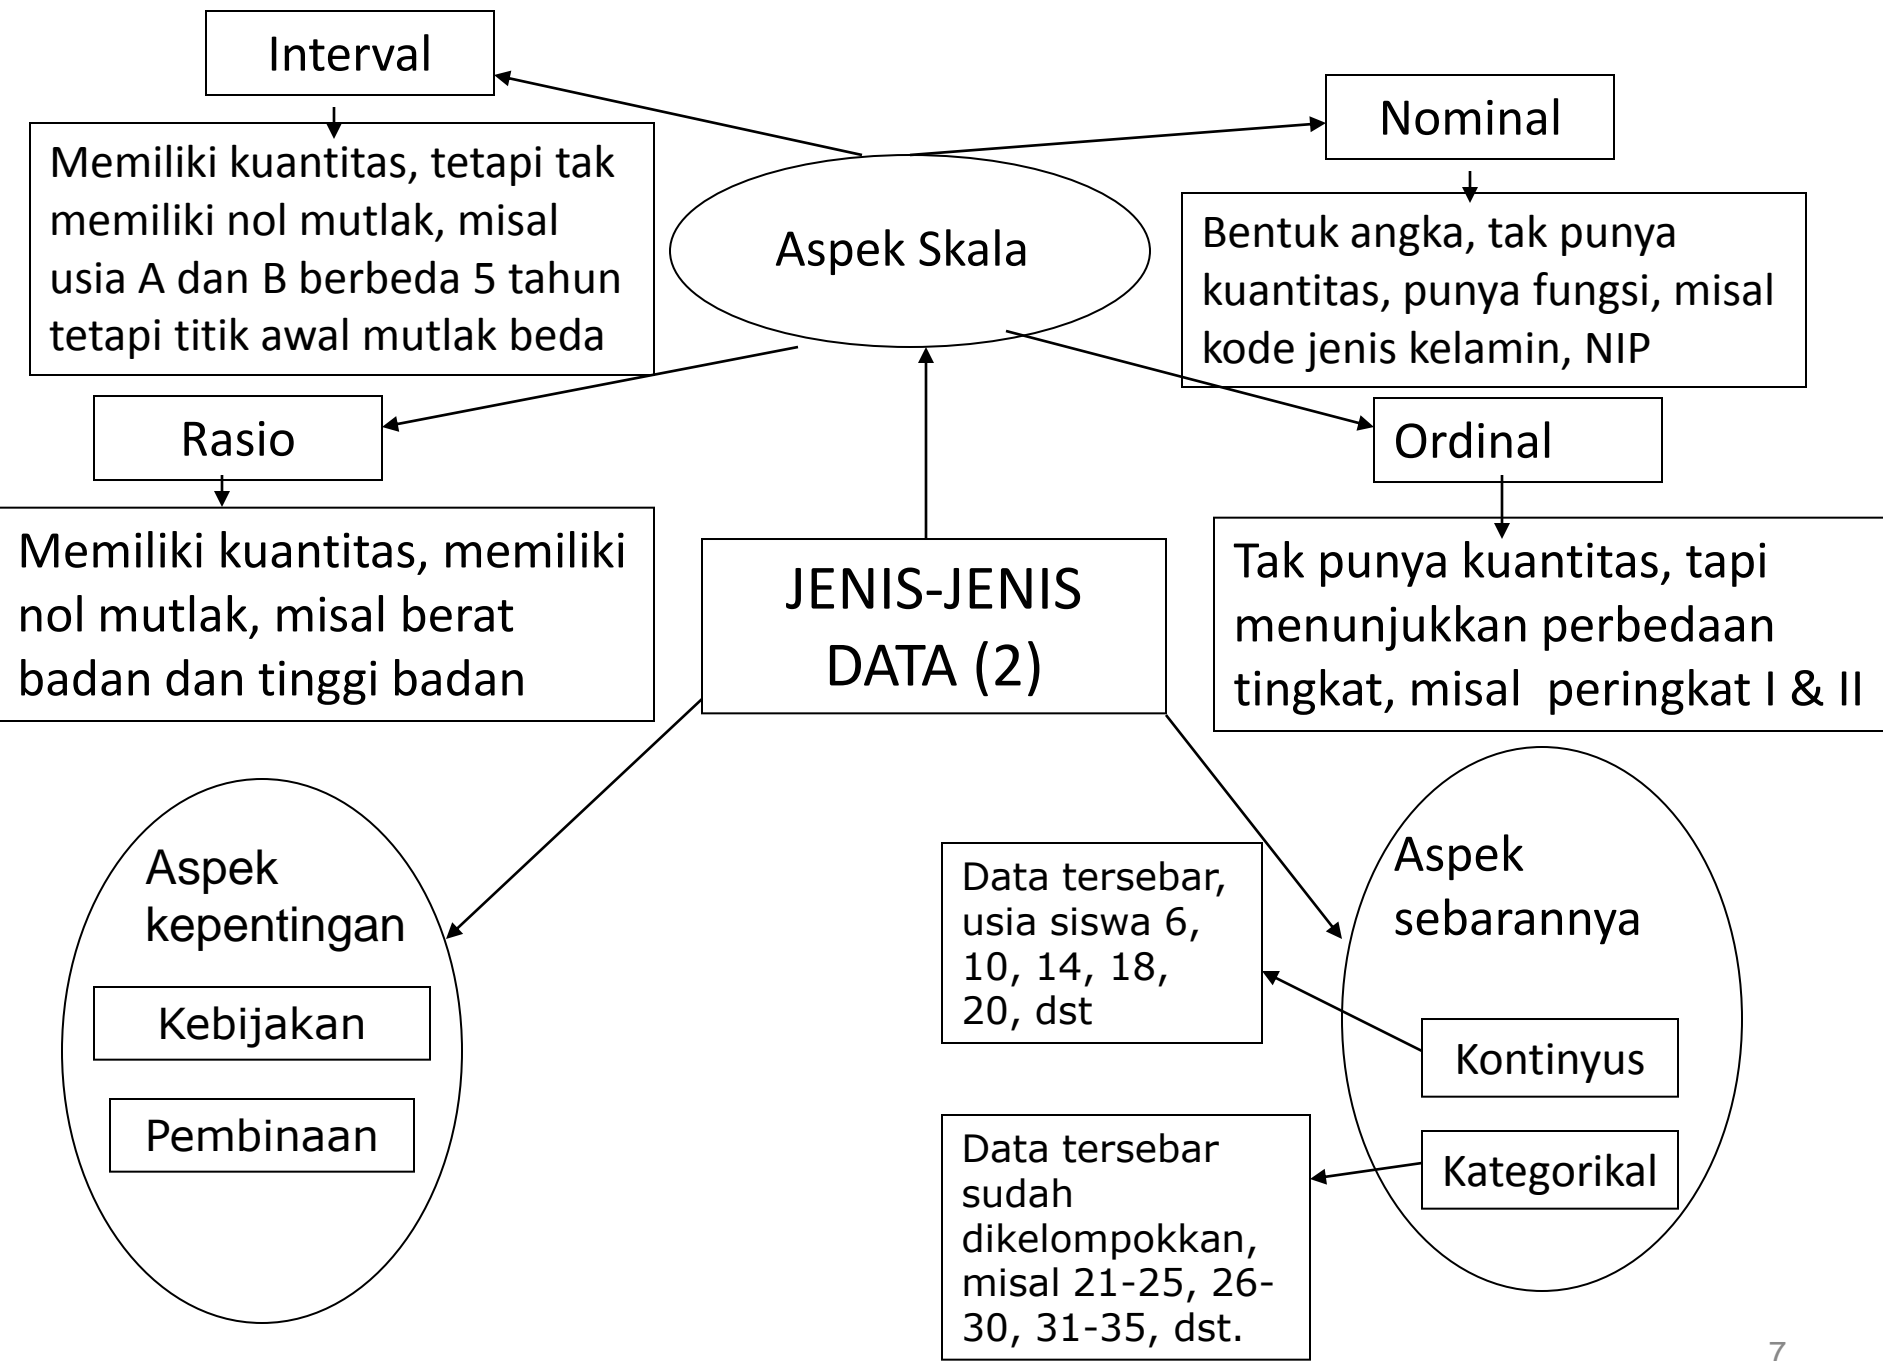 Interval
Memiliki kuantitas, tetapi tak
memiliki nol mutlak, misal
usia A dan B berbeda 5 tahun
tetapi titik awal mutlak beda
Aspek Skala
Nominal
Bentuk angka, tak punya
kuantitas, punya fungsi, misal
kode jenis kelamin, NIP
Rasio
Memiliki kuantitas, memiliki
nol mutlak, misal berat
badan dan tinggi badan
Ordinal
Tak punya kuantitas, tapi
menunjukkan perbedaan
tingkat, misal peringkat I & II
JENIS-JENIS
DATA (2)
Aspek
kepentingan
Kebijakan
Pembinaan
Data tersebar,
usia siswa 6,
10, 14, 18,
20, dst
Aspek
sebarannya
Kontinyus
Kategorikal
Data tersebar
sudah
dikelompokkan,
misal 21-25, 26-
30, 31-35, dst.
7